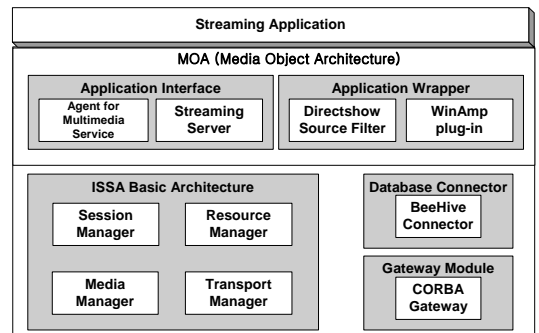 Streaming Application
MOA (Media Object Architecture)
Application Interface
Agent for
Multimedia
Service
Streaming
Server
Application Wrapper
Directshow
Source Filter
WinAmp
plug-in
ISSA Basic Architecture
Session
Manager
Resource
Manager
Media
Manager
Transport
Manager
Database Connector
BeeHive
Connector
Gateway Module
CORBA
Gateway